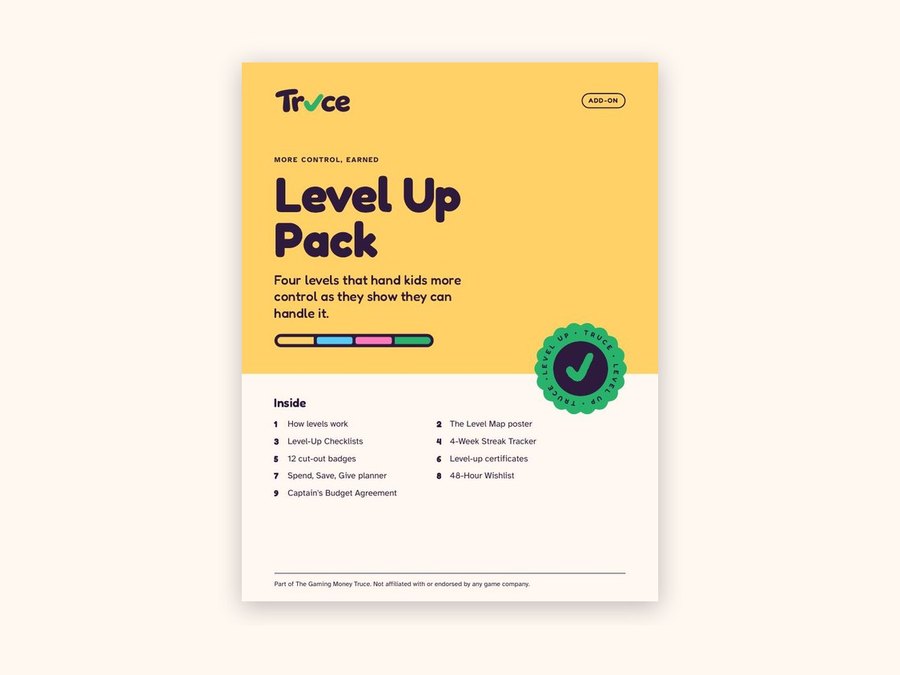 Truce
ADD-ON
MORE CONTROL, EARNED
Level Up
Pack
Four levels that hand kids more
control as they show they can
handle it.
LEVEL UP • TRUCE • LEVEL UP • TRUCE •
Inside
1 How levels work
2 The Level Map poster
3 Level-Up Checklists
4 4-Week Streak Tracker
5 12 cut-out badges
6 Level-up certificates
7 Spend, Save, Give planner
8 48-Hour Wishlist
9 Captain's Budget Agreement
Part of The Gaming Money Truce. Not affiliated with or endorsed by any game company.